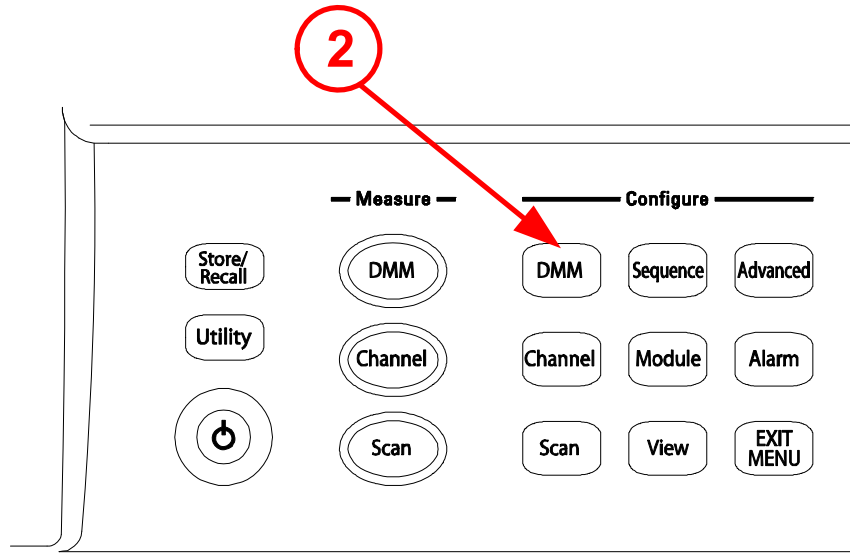 2
Measure
Configure
Store/
Recall
DMM
DMM
Sequence
Advanced
Utility
Channel
Channel
Module
Alarm
Scan
Scan
View
EXIT
MENU